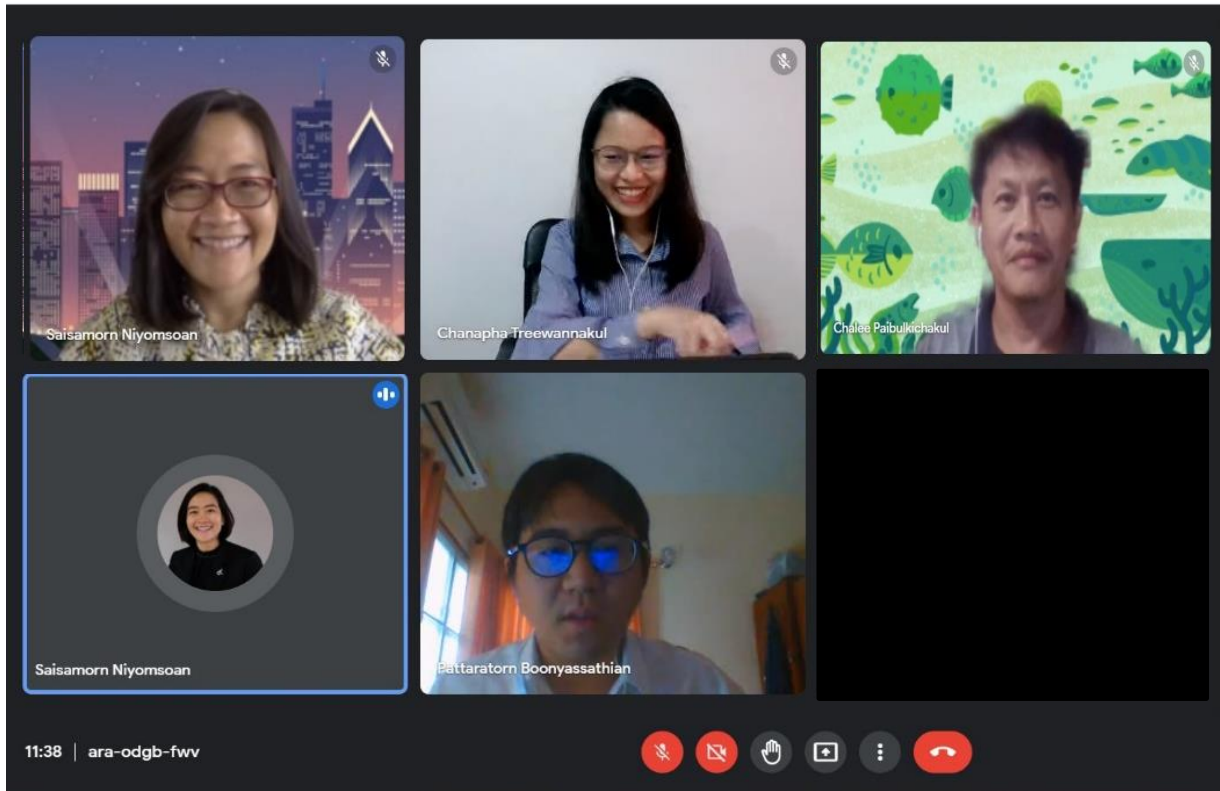 Saisamorn Niyomsoan
Chanapha Treewannakul
Chalee Paibulkichakul
Saisamorn Niyomsoan
Pattaratorn Boonyassathian
11:38 | ara-odgb-fwv